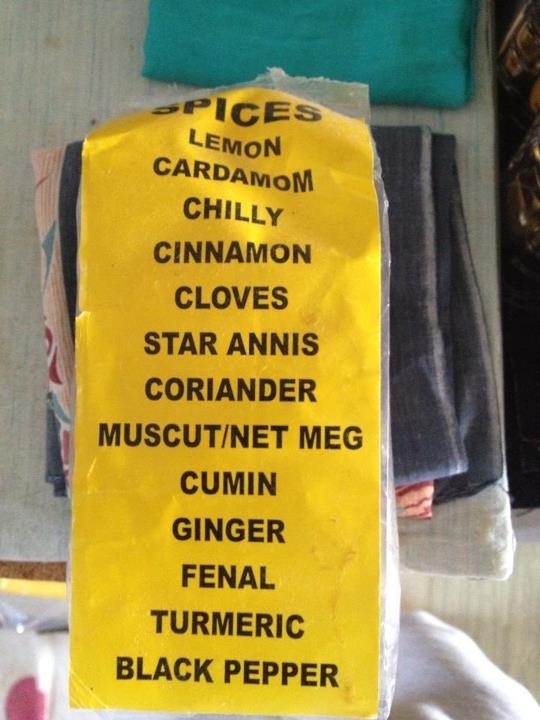 SPICES
LEMON
CARDAMOM
CHILLY
CINNAMON
CLOVES
STAR ANNIS
CORIANDER
MUSCUT/NET MEG
CUMIN
GINGER
FENAL
TURMERIC
BLACK PEPPER